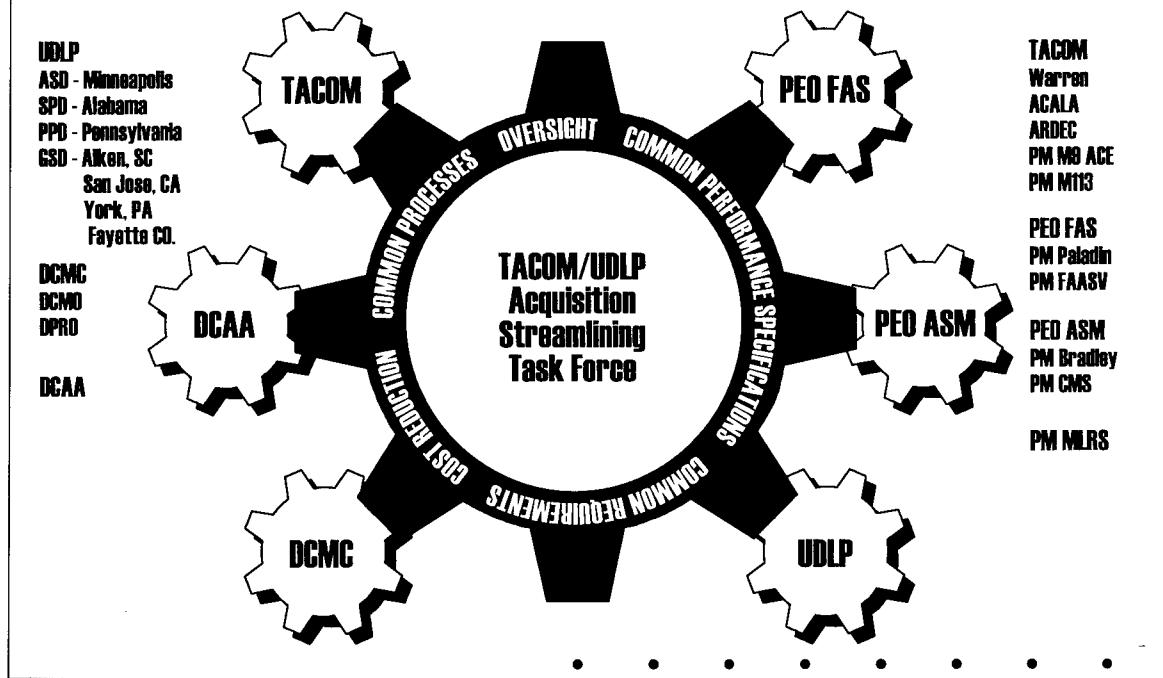 UDLP
ASD - Minneapolis
SPD - Alabama
PPD - Pennsylvania
GSD - Aiken, SC
San Jose, CA
York, PA
Fayette CO.
DCMC
DCMO
DPRO
DCAA
TACOM
PEO FAS
DCAA
PEO ASM
DCMC
UDLP
OVERSIGHT
COMMON PERFORMANCE SPECIFICATIONS
COMMON REQUIREMENTS
COST REDUCTION
COMMON PROCESSES
TACOM/UDLP
Acquisition
Streamlining
Task Force
TACOM
Warren
ACALA
ARDEC
PM M9 ACE
PM M113
PEO FAS
PM Paladin
PM FAASV
PEO ASM
PM Bradley
PM CMS
PM MLRS